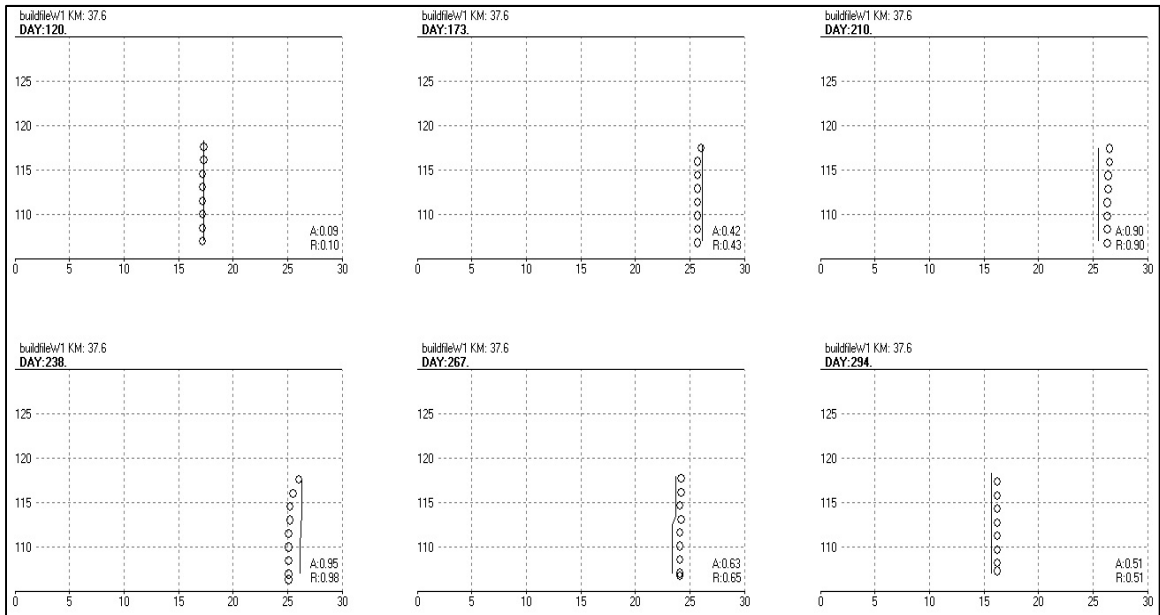 buildfileW1 KM: 37.6
DAY:120.
125
120
115
110
A:0.09
R:0.10
0 5 10 15 20 25 30
buildfileW1 KM: 37.6
DAY:173.
125
120
115
110
A:0.42
R:0.43
0 5 10 15 20 25 30
buildfileW1 KM: 37.6
DAY:210.
125
120
115
110
A:0.90
R:0.90
0 5 10 15 20 25 30
buildfileW1 KM: 37.6
DAY:238.
125
120
115
110
A:0.95
R:0.98
0 5 10 15 20 25 30
buildfileW1 KM: 37.6
DAY:267.
125
120
115
110
A:0.63
R:0.65
0 5 10 15 20 25 30
buildfileW1 KM: 37.6
DAY:294.
125
120
115
110
A:0.51
R:0.51
0 5 10 15 20 25 30